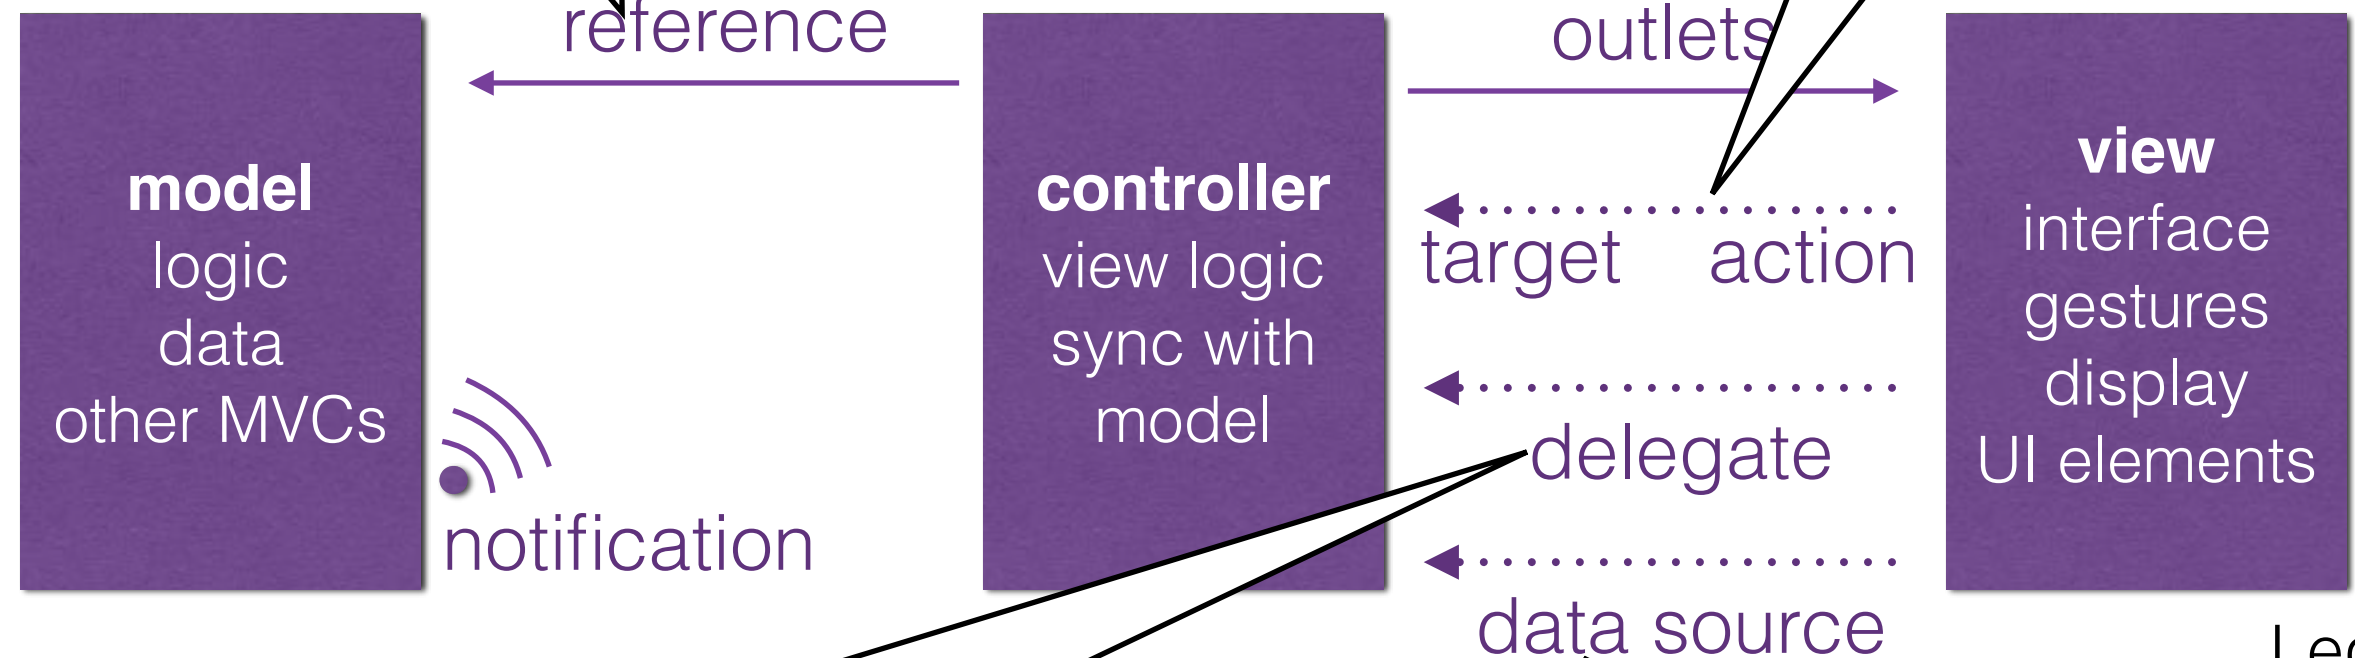 reference
outlets
model
logic
data
other MVCs
notification
controller
view logic
sync with
model
target action
delegate
data source
view
interface
gestures
display
UI elements